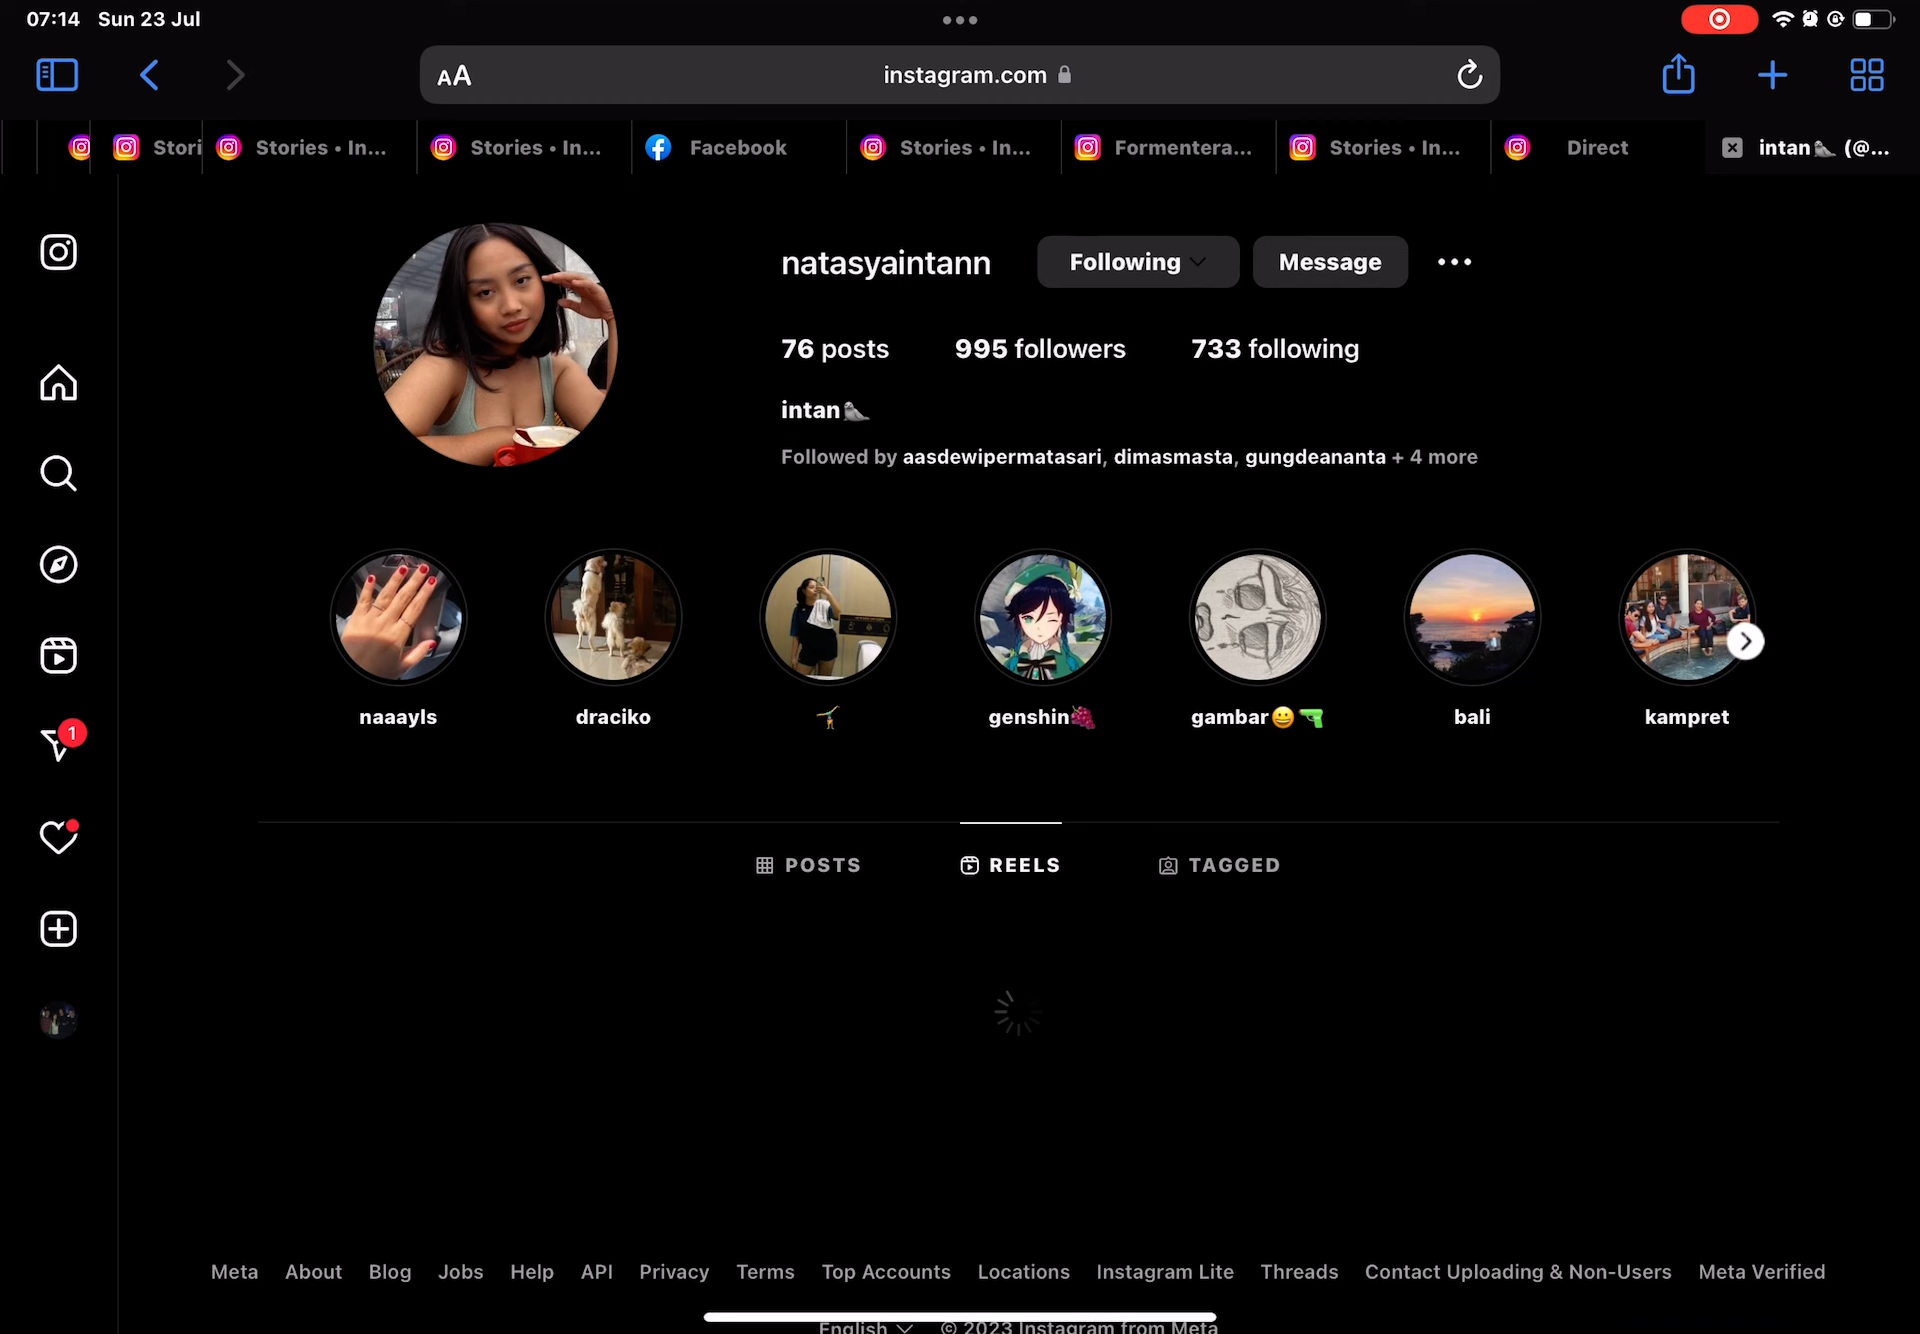 07:14 Sun 23 Jul
AA instagram.com
Stori Stories • In... Stories • In... Facebook Stories • In... Formentera... Stories • In... Direct intan🦭 (@...
natasyaintann Following Message
76 posts 995 followers 733 following
intan🦭
Followed by aasdewipermatasari, dimasmasta, gungdeananta + 4 more
naaayls draciko 🤸 genshin🍇 gambar😀🔫 bali kampret
POSTS REELS TAGGED
1
Meta About Blog Jobs Help API Privacy Terms Top Accounts Locations Instagram Lite Threads Contact Uploading & Non-Users Meta Verified
English © 2023 Instagram from Meta